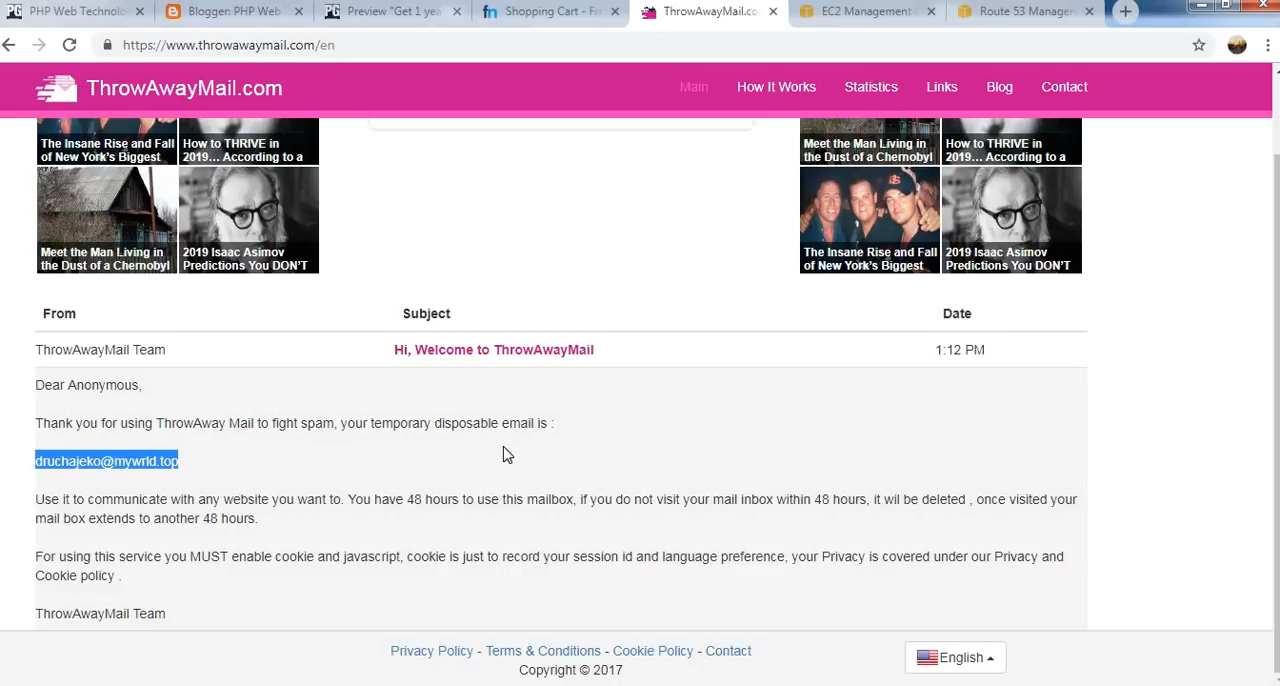 PHP Web Technolo
Blogger: PHP Web
Preview "Get 1 yea
Shopping Cart - Fr
ThrowAwayMail.co
EC2 Management
Route 53 Manage
https://www.throwawaymail.com/en
ThrowAwayMail.com
Main
How It Works
Statistics
Links
Blog
Contact
The Insane Rise and Fall
of New York's Biggest
How to THRIVE in
2019... According to a
Meet the Man Living in
the Dust of a Chernobyl
How to THRIVE in
2019... According to a
Meet the Man Living in
the Dust of a Chernobyl
2019 Isaac Asimov
Predictions You DON'T
The Insane Rise and Fall
of New York's Biggest
2019 Isaac Asimov
Predictions You DON'T
From
Subject
Date
ThrowAwayMail Team
Hi, Welcome to ThrowAwayMail
1:12 PM
Dear Anonymous,
Thank you for using ThrowAway Mail to fight spam, your temporary disposable email is :
druchajeko@mywrld.top
Use it to communicate with any website you want to. You have 48 hours to use this mailbox, if you do not visit your mail inbox within 48 hours, it wil be deleted , once visited your
mail box extends to another 48 hours.
For using this service you MUST enable cookie and javascript, cookie is just to record your session id and language preference, your Privacy is covered under our Privacy and
Cookie policy .
ThrowAwayMail Team
Privacy Policy - Terms & Conditions - Cookie Policy - Contact
Copyright © 2017
English